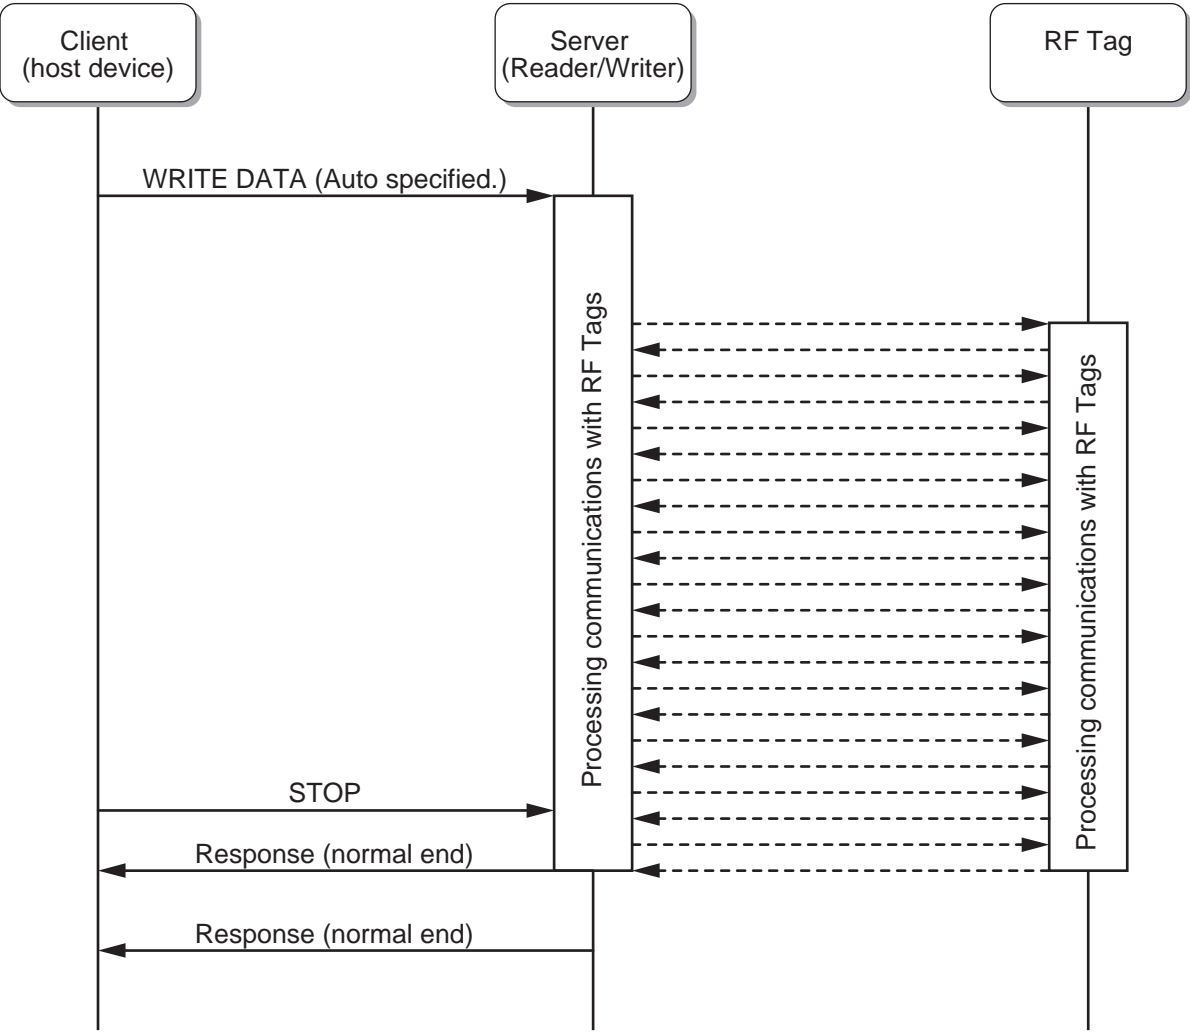 Client
(host device)
Server
(Reader/Writer)
RF Tag
WRITE DATA (Auto specified.)
Processing communications with RF Tags
Processing communications with RF Tags
STOP
Response (normal end)
Response (normal end)